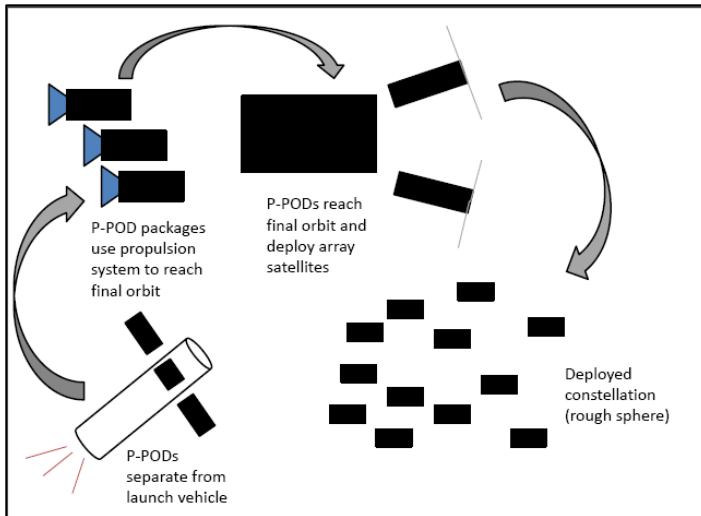 P-POD packages
use propulsion
system to reach
final orbit
P-PODs reach
final orbit and
deploy array
satellites
Deployed
constellation
(rough sphere)
P-PODs
separate from
launch vehicle